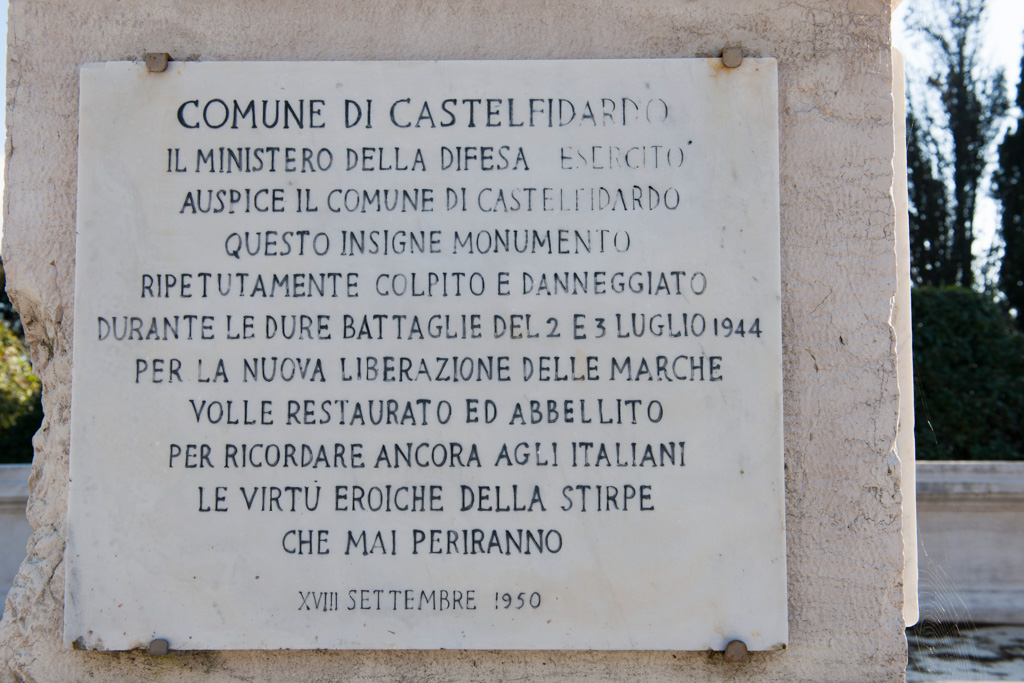 COMUNE DI CASTELFIDARDO
IL MINISTERO DELLA DIFESA ESERCITO
AUSPICE IL COMUNE DI CASTELFIDARDO
QUESTO INSIGNE MONUMENTO
RIPETUTAMENTE COLPITO E DANNEGGIATO
DURANTE LE DURE BATTAGLIE DEL 2 E 3 LUGLIO 1944
PER LA NUOVA LIBERAZIONE DELLE MARCHE
VOLLE RESTAURATO ED ABBELLITO
PER RICORDARE ANCORA AGLI ITALIANI
LE VIRTÙ EROICHE DELLA STIRPE
CHE MAI PERIRANNO
XVIII SETTEMBRE 1950